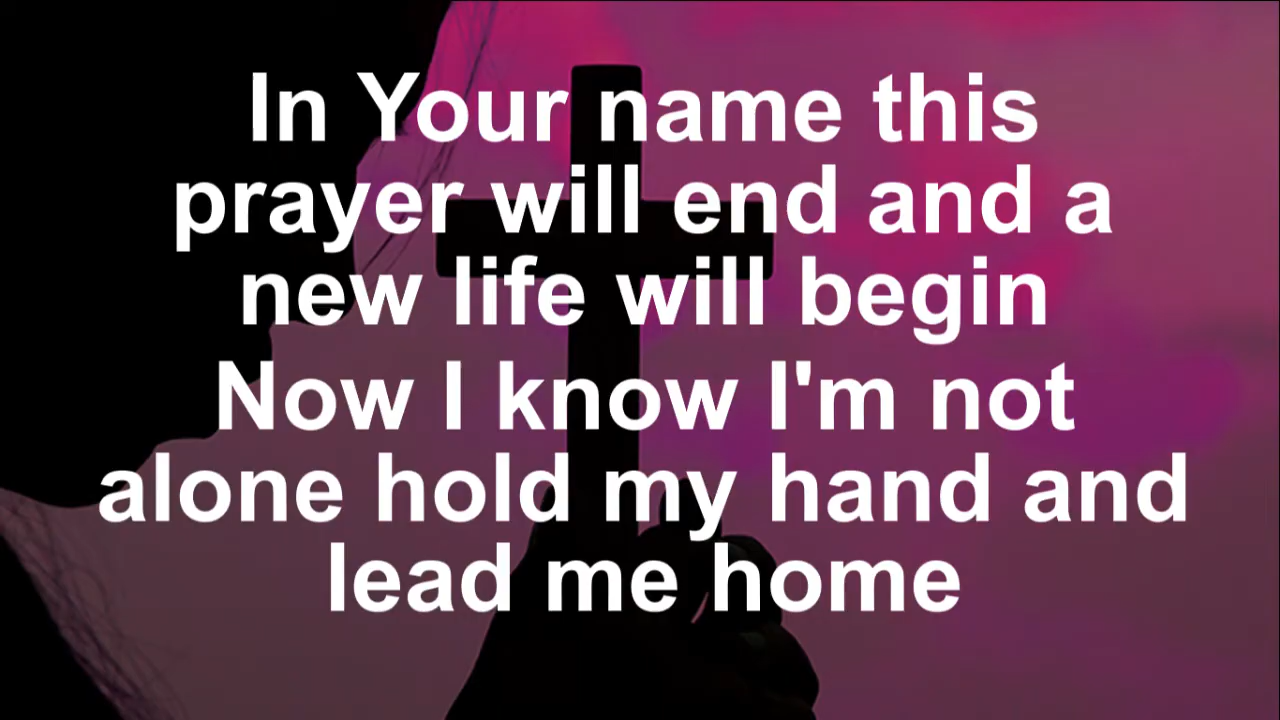 In Your name this
prayer will end and a
new life will begin
Now I know I'm not
alone hold my hand and
lead me home